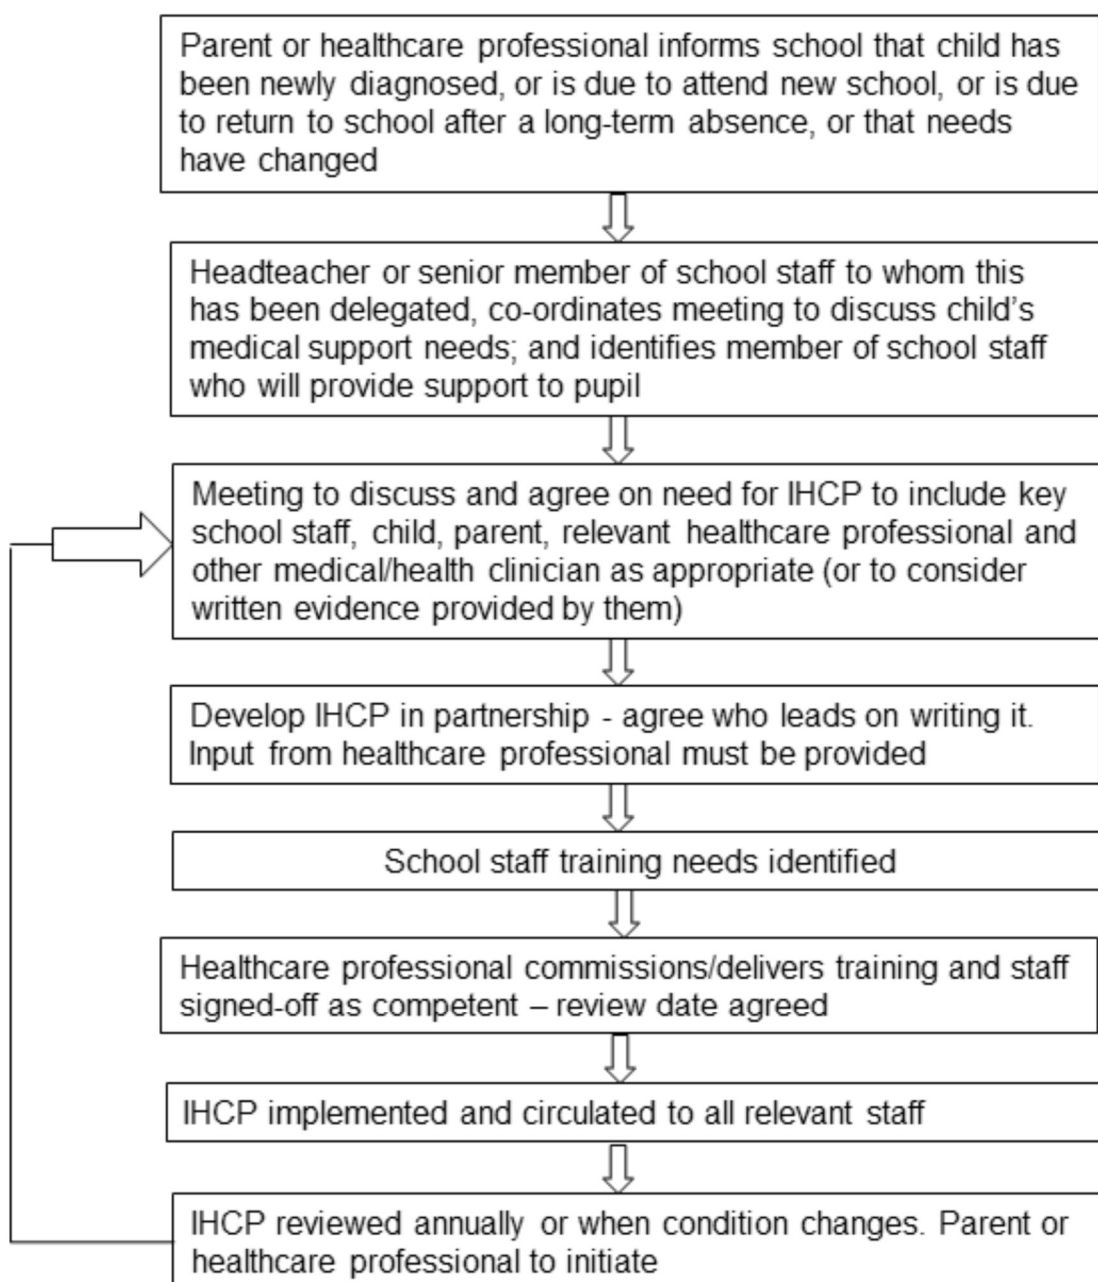 Parent or healthcare professional informs school that child has
been newly diagnosed, or is due to attend new school, or is due
to return to school after a long-term absence, or that needs
have changed
Headteacher or senior member of school staff to whom this
has been delegated, co-ordinates meeting to discuss child’s
medical support needs; and identifies member of school staff
who will provide support to pupil
Meeting to discuss and agree on need for IHCP to include key
school staff, child, parent, relevant healthcare professional and
other medical/health clinician as appropriate (or to consider
written evidence provided by them)
Develop IHCP in partnership - agree who leads on writing it.
Input from healthcare professional must be provided
School staff training needs identified
Healthcare professional commissions/delivers training and staff
signed-off as competent – review date agreed
IHCP implemented and circulated to all relevant staff
IHCP reviewed annually or when condition changes. Parent or
healthcare professional to initiate